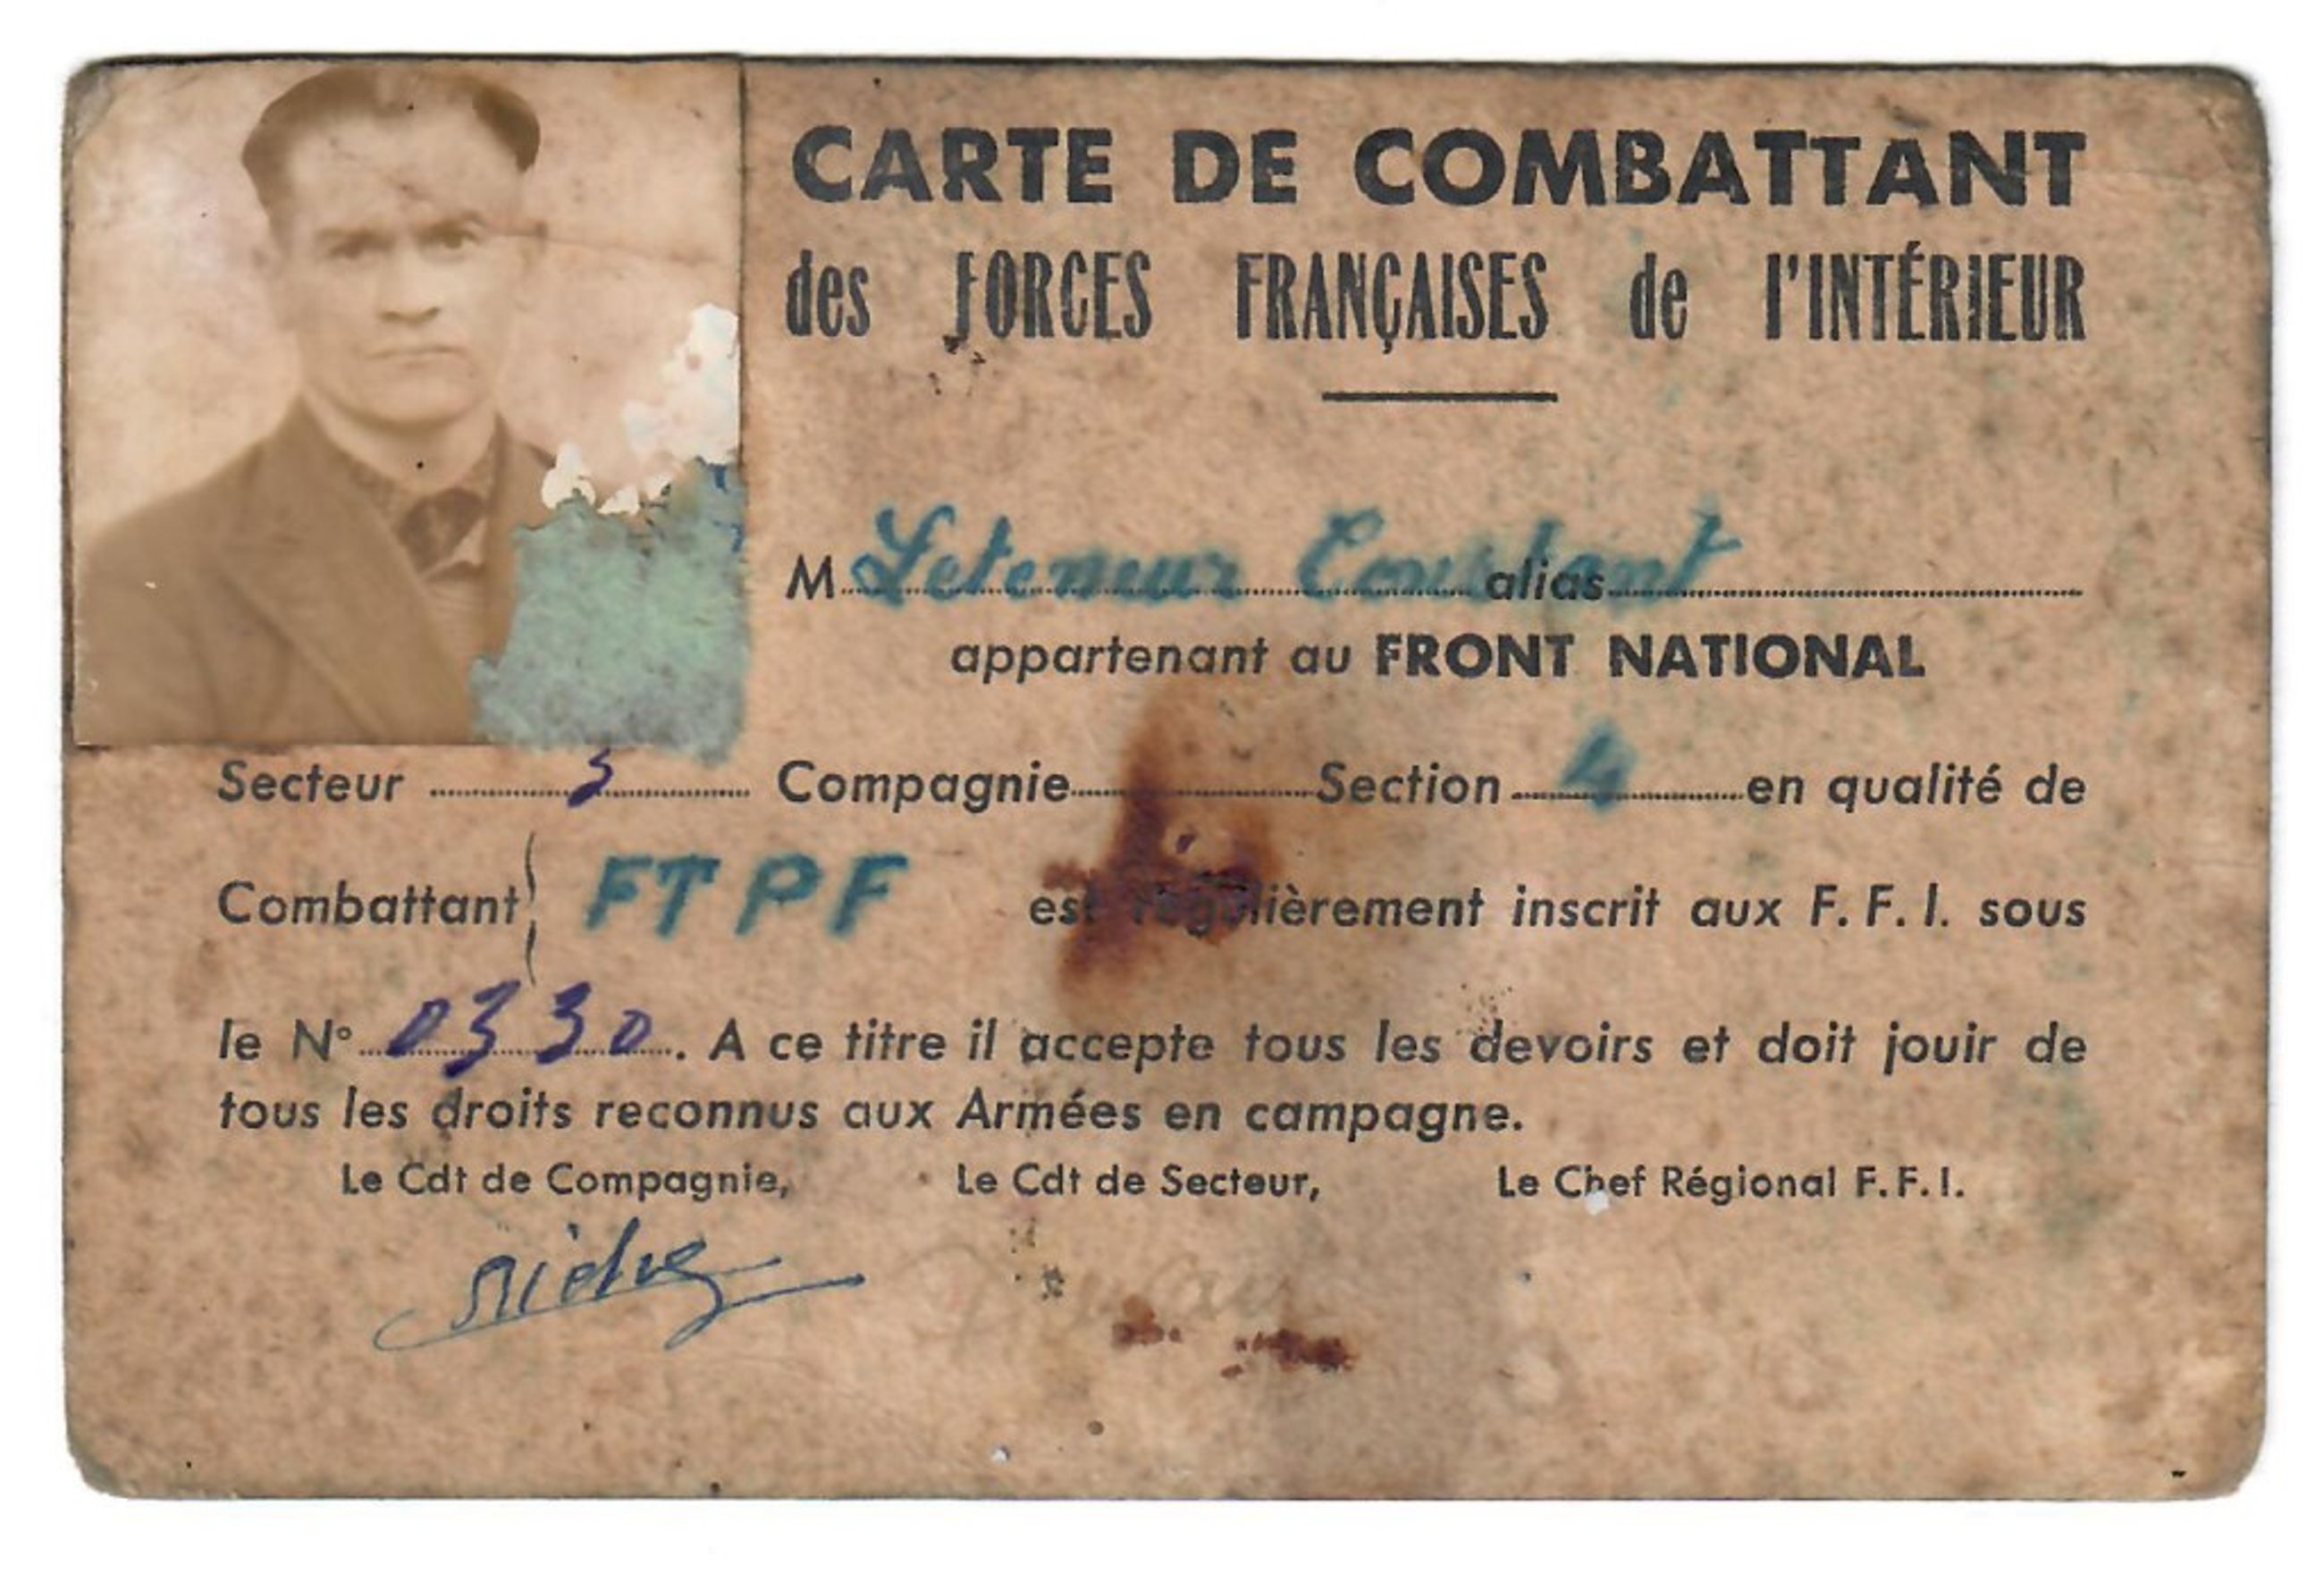 CARTE DE COMBATTANT
des FORCES FRANÇAISES de l'INTÉRIEUR
M Leteneur Constant alias
appartenant au FRONT NATIONAL
Secteur 3 Compagnie Section 4 en qualité de
Combattant FTPF est régulièrement inscrit aux F. F. I. sous
le N° 0330. A ce titre il accepte tous les devoirs et doit jouir de
tous les droits reconnus aux Armées en campagne.
Le Cdt de Compagnie, Le Cdt de Secteur, Le Chef Régional F. F. I.